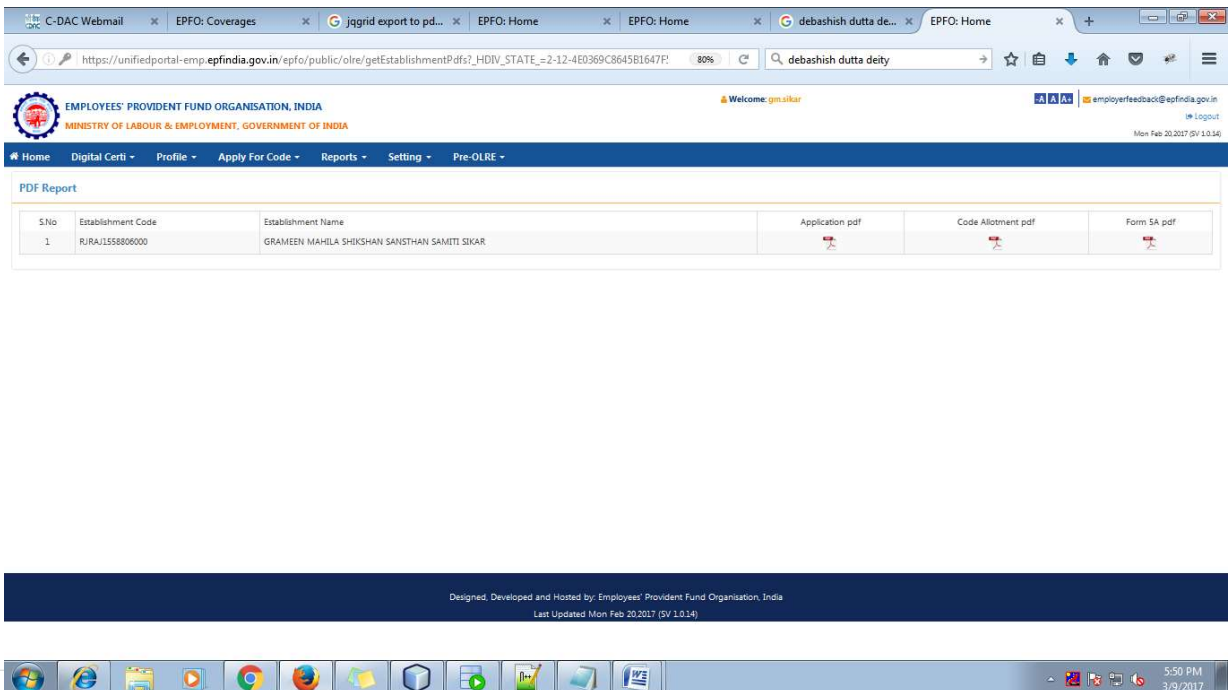 C-DAC Webmail EPFO: Coverages jqgrid export to pd... EPFO: Home EPFO: Home debashish dutta de... EPFO: Home
https://unifiedportal-emp.epfindia.gov.in/epfo/public/olre/getEstablishmentPdfs?_HDIV_STATE_=2-12-4E0369C8645B1647F! 80% debashish dutta deity
EMPLOYEES' PROVIDENT FUND ORGANISATION, INDIA
MINISTRY OF LABOUR & EMPLOYMENT, GOVERNMENT OF INDIA
Welcome: gm.sikar
-A A A+ employerfeedback@epfindia.gov.in
Logout
Mon Feb 20,2017 (SV 1.0.14)
Home Digital Certi Profile Apply For Code Reports Setting Pre-OLRE
PDF Report
S.No Establishment Code Establishment Name Application pdf Code Allotment pdf Form 5A pdf
1 RJRAJ1558806000 GRAMEEN MAHILA SHIKSHAN SANSTHAN SAMITI SIKAR
Designed, Developed and Hosted by: Employees' Provident Fund Organisation, India
Last Updated Mon Feb 20,2017 (SV 1.0.14)
5:50 PM
3/9/2017